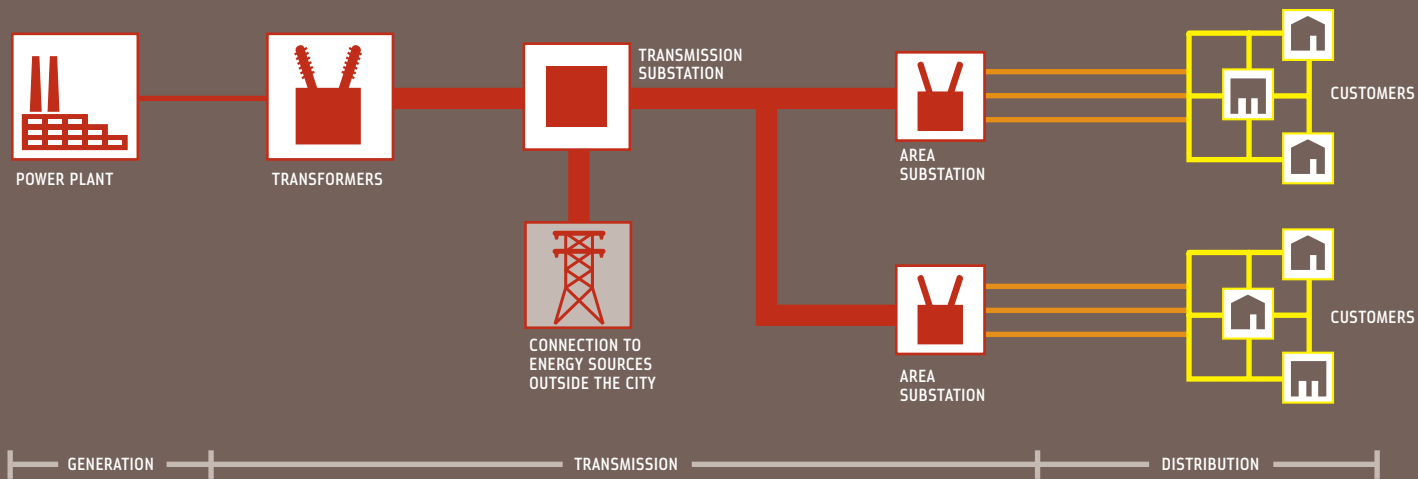 POWER PLANT
TRANSFORMERS
TRANSMISSION
SUBSTATION
CONNECTION TO
ENERGY SOURCES
OUTSIDE THE CITY
AREA
SUBSTATION
CUSTOMERS
AREA
SUBSTATION
CUSTOMERS
GENERATION
TRANSMISSION
DISTRIBUTION